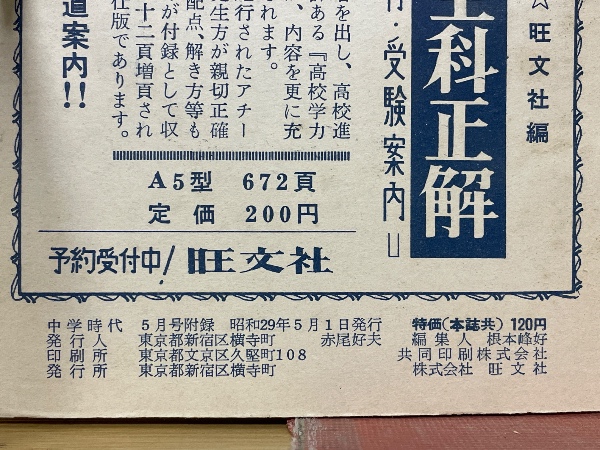 ☆旺文社編
全科正解
行・受験案内
を出し、高校進
ある『高校学力
、内容を更に充
れます。
行されたアチー
生方が親切正確
配点、解き方等も
が付録として収
十二頁増頁され
社版であります。
道案内!!
A5型 672頁
定価 200円
予約受付中! 旺文社
中学時代 5月号附録 昭和29年5月1日発行 特価(本誌共)120円
発行人 東京都新宿区横寺町 赤尾好夫 編集人 根本峰好
印刷所 東京都文京区久堅町108 共同印刷株式会社
発行所 東京都新宿区横寺町 株式会社 旺文社